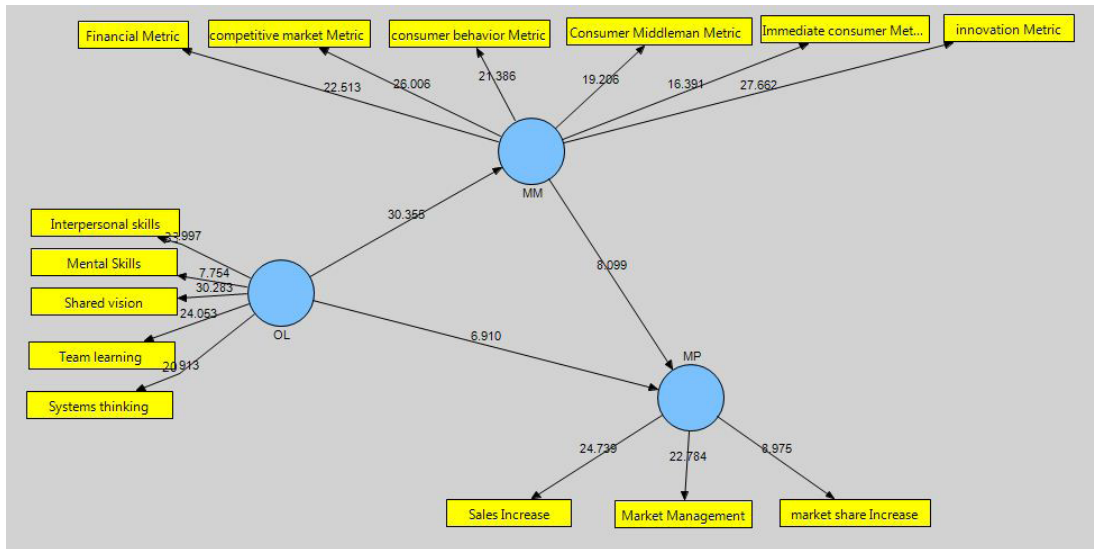 Financial Metric
competitive market Metric
consumer behavior Metric
Consumer Middleman Metric
Immediate consumer Met...
innovation Metric
22.513
26.006
21.386
19.206
16.391
27.662
MM
30.355
Interpersonal skills
Mental Skills
7.754
Shared vision
30.283
24.053
Team learning
Systems thinking
OL
6.910
8.099
MP
24.739
22.784
8.975
Sales Increase
Market Management
market share Increase